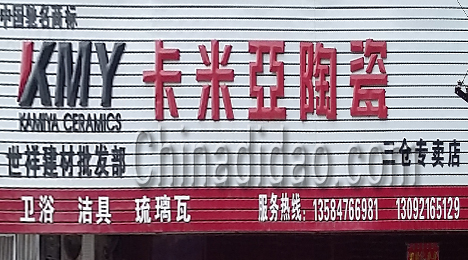 中国驰名商标
KMY 卡米亞陶瓷
KAMIYA CERAMICS
世祥建材批发部 三仓专卖店
Chinadidao.com
卫浴 洁具 琉璃瓦 服务热线: 13584766981 13092165129